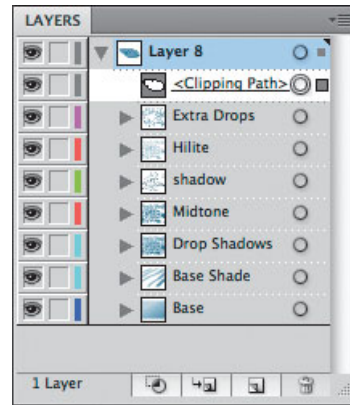 LAYERS
Layer 8
<Clipping Path>
Extra Drops
Hilite
shadow
Midtone
Drop Shadows
Base Shade
Base
1 Layer